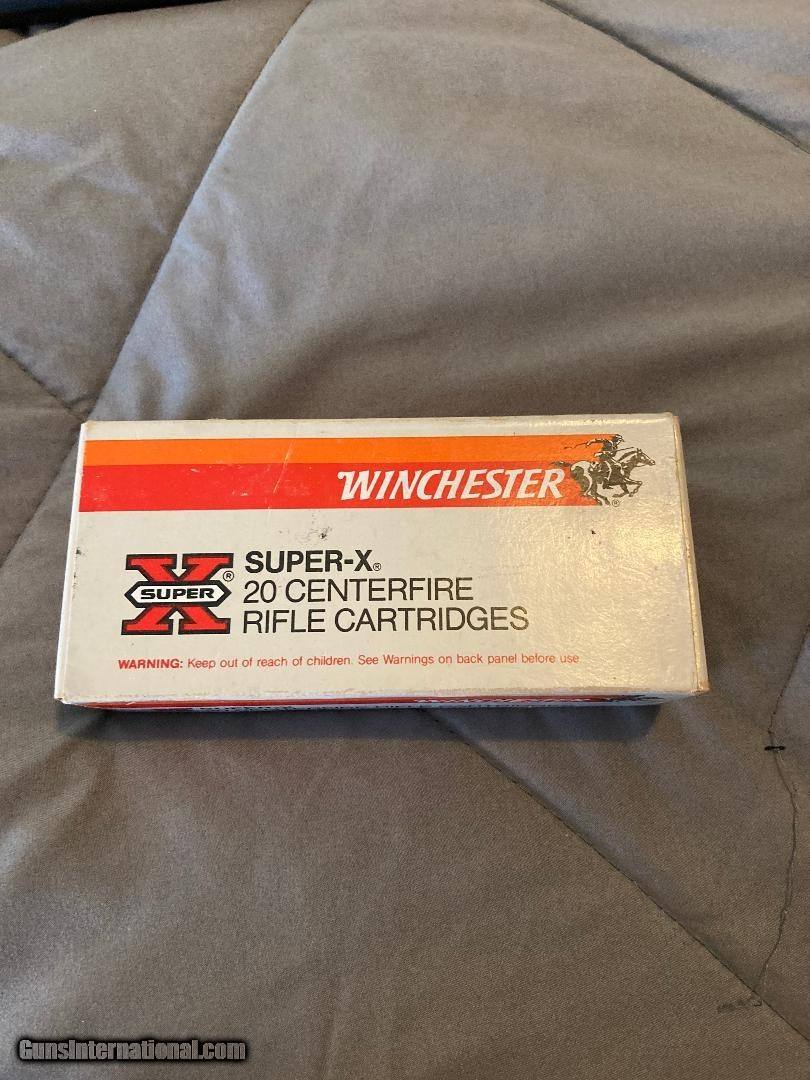 WINCHESTER
®
SUPER
®
SUPER-X®
20 CENTERFIRE
RIFLE CARTRIDGES
WARNING: Keep out of reach of children. See Warnings on back panel before use
GunsInternational.com